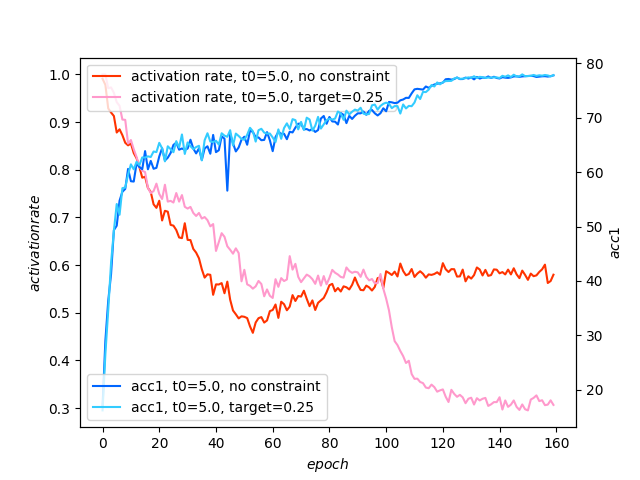 activation rate, t0=5.0, no constraint
activation rate, t0=5.0, target=0.25
acc1, t0=5.0, no constraint
acc1, t0=5.0, target=0.25
activationrate
1.0
0.9
0.8
0.7
0.6
0.5
0.4
0.3
80
70
60
50
40
30
20
acc1
0 20 40 60 80 100 120 140 160
epoch